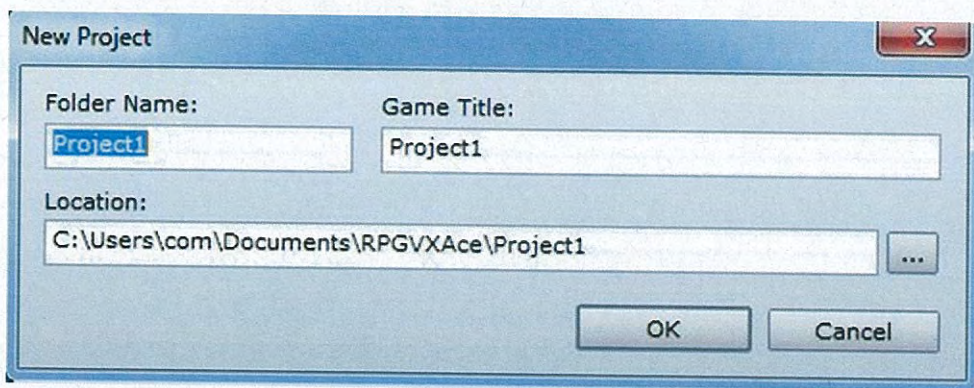 New Project
Folder Name:
Game Title:
Project1
Project1
Location:
C:\Users\com\Documents\RPGVXAce\Project1
...
OK
Cancel